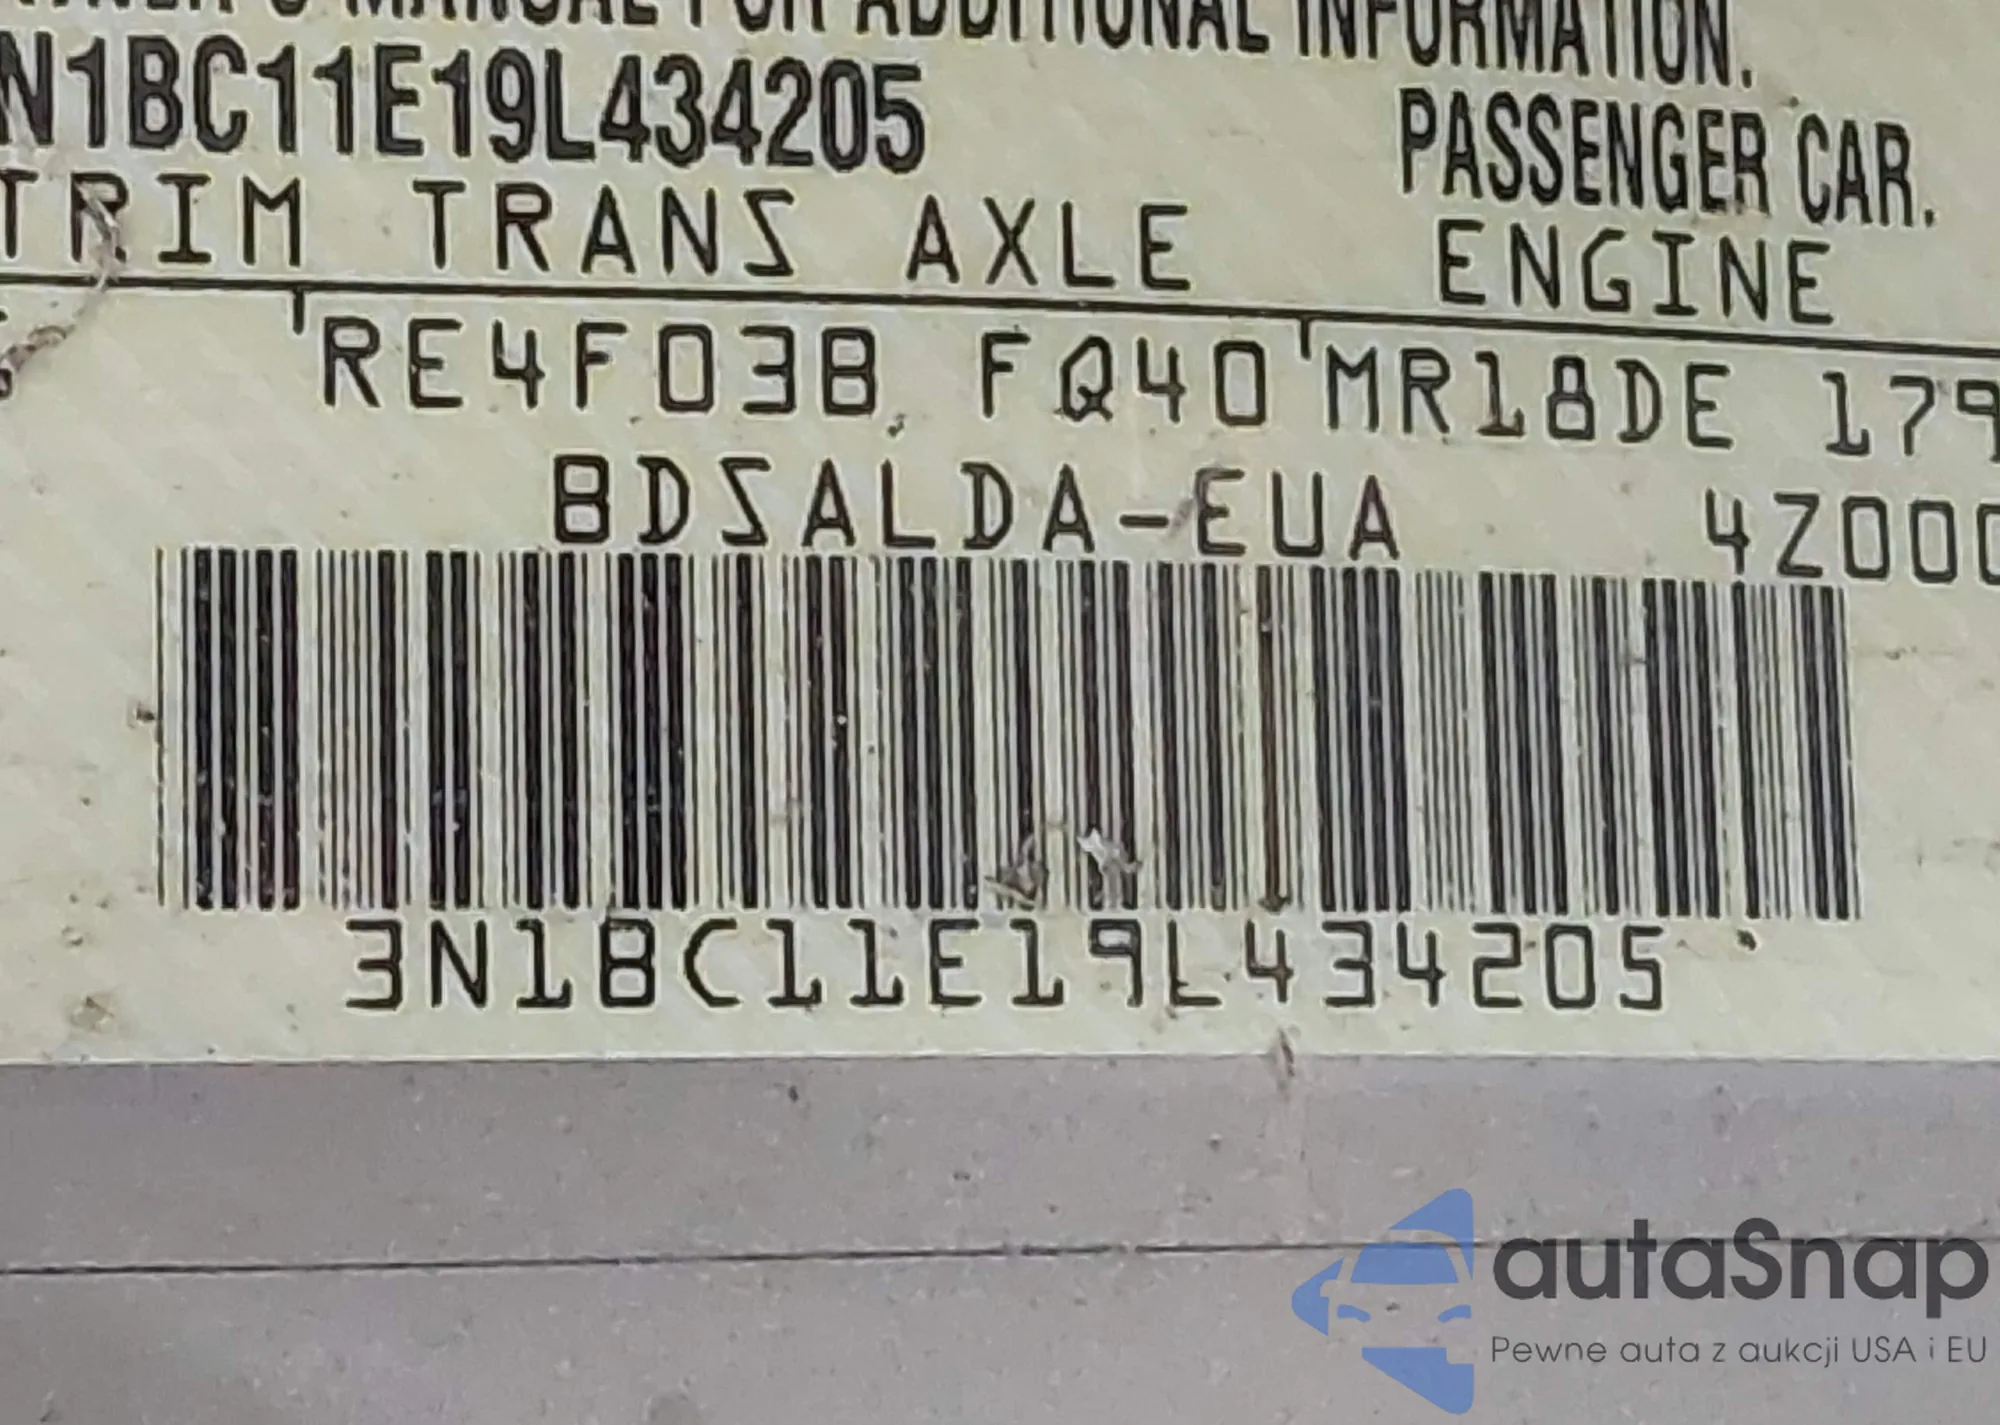 MANUAL FOR ADDITIONAL INFORMATION.
N1BC11E19L434205
PASSENGER CAR.
TRIM TRANS AXLE ENGINE
RE4F03B FQ40 MR18DE 179
BDSALDA-EUA 4Z000
3N1BC11E19L434205
autaSnap
Pewne auta z aukcji USA i EU